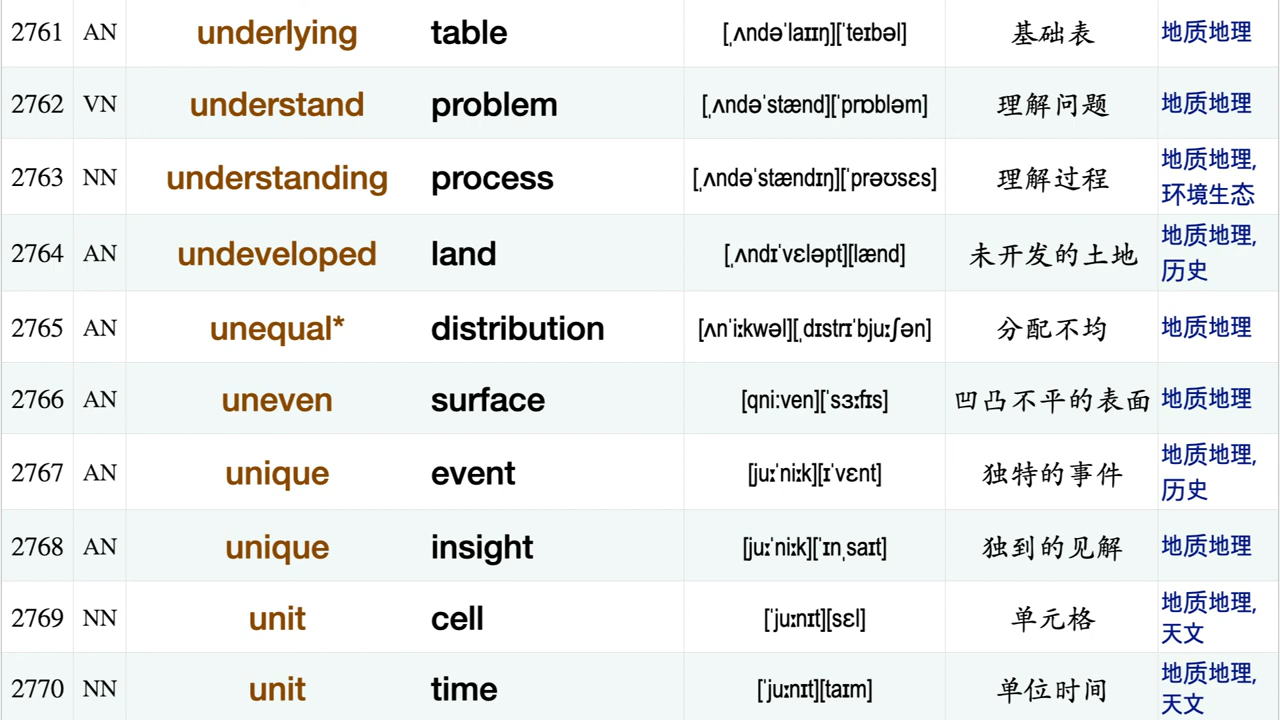 2761 AN underlying table [ˌʌndəˈlaɪɪŋ][ˈteɪbəl] 基础表 地质地理
2762 VN understand problem [ˌʌndəˈstænd][ˈprɒbləm] 理解问题 地质地理
2763 NN understanding process [ˌʌndəˈstændɪŋ][ˈprəʊsɛs] 理解过程 地质地理,
环境生态
2764 AN undeveloped land [ˌʌndɪˈvɛləpt][lænd] 未开发的土地 地质地理,
历史
2765 AN unequal* distribution [ʌnˈiːkwəl][ˌdɪstrɪˈbjuːʃən] 分配不均 地质地理
2766 AN uneven surface [qni:ven][ˈsɜːfɪs] 凹凸不平的表面 地质地理
2767 AN unique event [juːˈniːk][ɪˈvɛnt] 独特的事件 地质地理,
历史
2768 AN unique insight [juːˈniːk][ˈɪnˌsaɪt] 独到的见解 地质地理
2769 NN unit cell [ˈjuːnɪt][sɛl] 单元格 地质地理,
天文
2770 NN unit time [ˈjuːnɪt][taɪm] 单位时间 地质地理,
天文